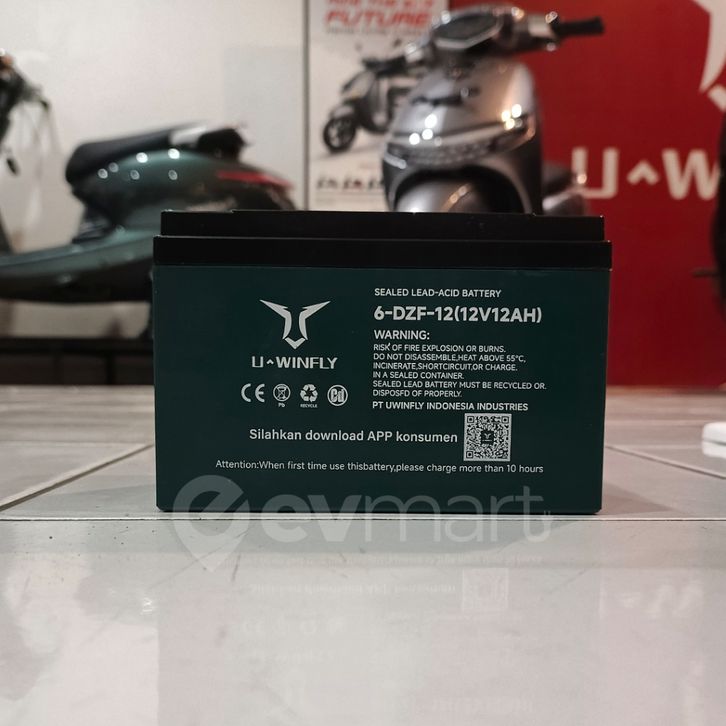 FUTURE
U^WIN
SEALED LEAD-ACID BATTERY
6-DZF-12(12V12AH)
WARNING:
RISK OF FIRE EXPLOSION OR BURNS.
DO NOT DISASSEMBLE,HEAT ABOVE 55°C,
INCINERATE,SHORTCIRCUIT,OR CHARGE.
IN A SEALED CONTAINER.
SEALED LEAD BATTERY MUST BE RECYCLED OR.
DISPOSFD OF PROPERLY.
PT UWINFLY INDONESIA INDUSTRIES
U^WINFLY
CE Pb RECYCLE Cd
Silahkan download APP konsumen
Attention:When first time use thisbattery,please charge more than 10 hours
evmart